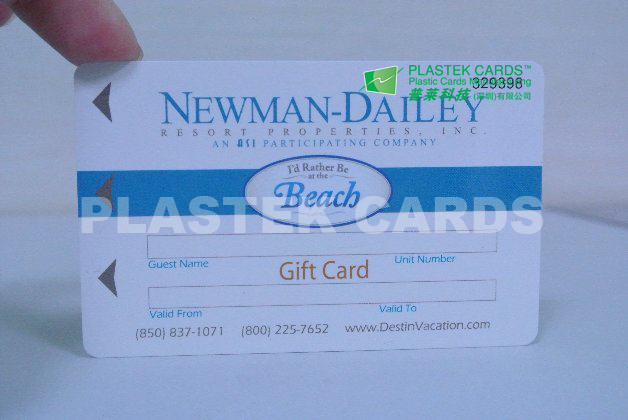 PLASTEK CARDS™
Plastic Cards
329398
普莱科技 (深圳)有限公司
NEWMAN-DAILEY
RESORT PROPERTIES, INC.
AN RSI PARTICIPATING COMPANY
I'd Rather Be
at the
Beach
PLASTEK CARDS
Guest Name
Unit Number
Gift Card
Valid From
Valid To
(850) 837-1071 (800) 225-7652 www.DestinVacation.com